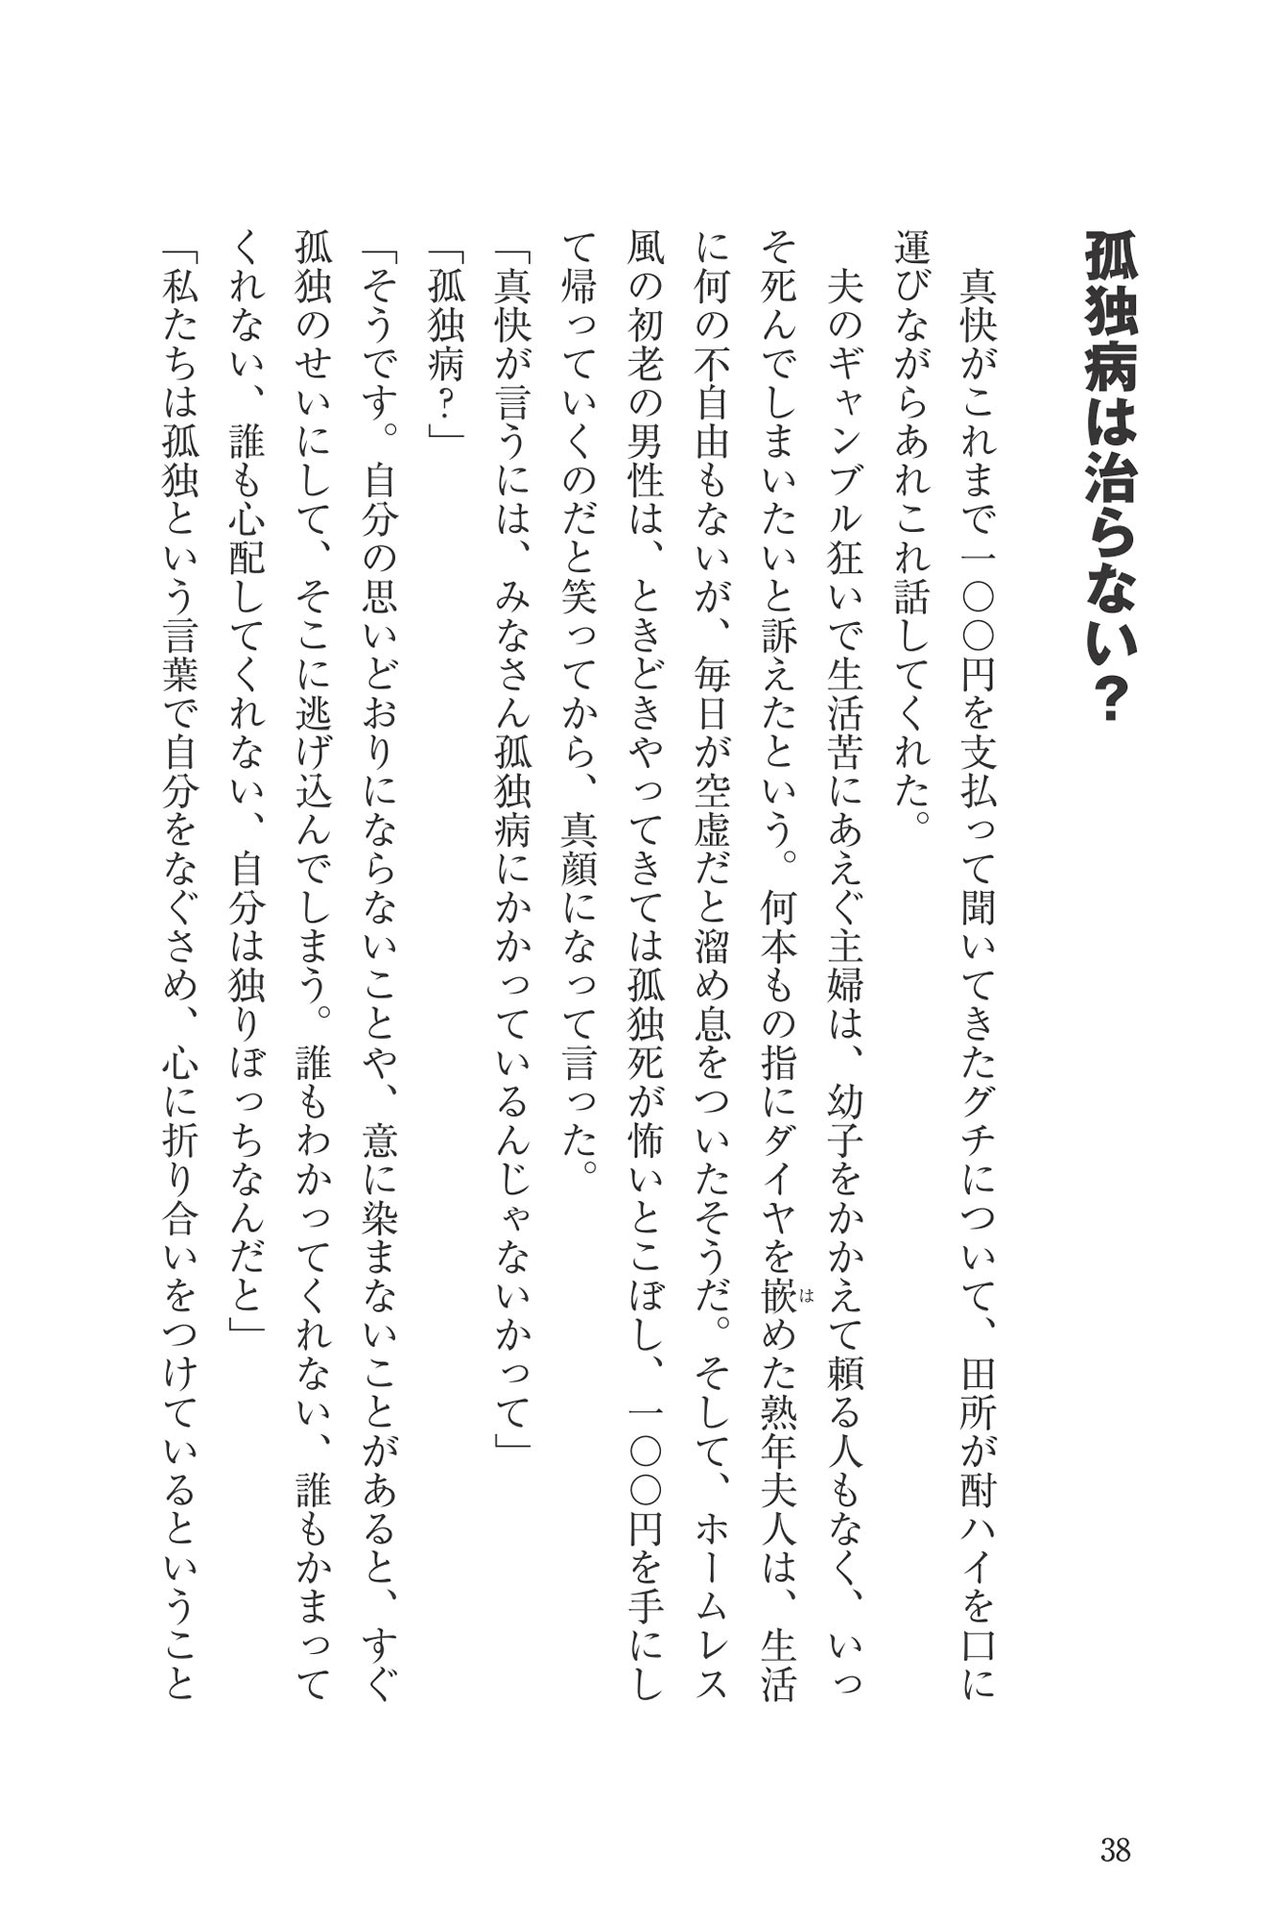 孤独病は治らない？
　真快がこれまで一〇〇円を支払って聞いてきたグチについて、田所が酎ハイを口に
運びながらあれこれ話してくれた。
　夫のギャンブル狂いで生活苦にあえぐ主婦は、幼子をかかえて頼る人もなく、いっ
そ死んでしまいたいと訴えたという。何本もの指にダイヤを嵌めた熟年夫人は、生活
は
に何の不自由もないが、毎日が空虚だと溜め息をついたそうだ。そして、ホームレス
風の初老の男性は、ときどきやってきては孤独死が怖いとこぼし、一〇〇円を手にし
て帰っていくのだと笑ってから、真顔になって言った。
「真快が言うには、みなさん孤独病にかかっているんじゃないかって」
「孤独病？」
「そうです。自分の思いどおりにならないことや、意に染まないことがあると、すぐ
孤独のせいにして、そこに逃げ込んでしまう。誰もわかってくれない、誰もかまって
くれない、誰も心配してくれない、自分は独りぼっちなんだと」
「私たちは孤独という言葉で自分をなぐさめ、心に折り合いをつけているということ
38